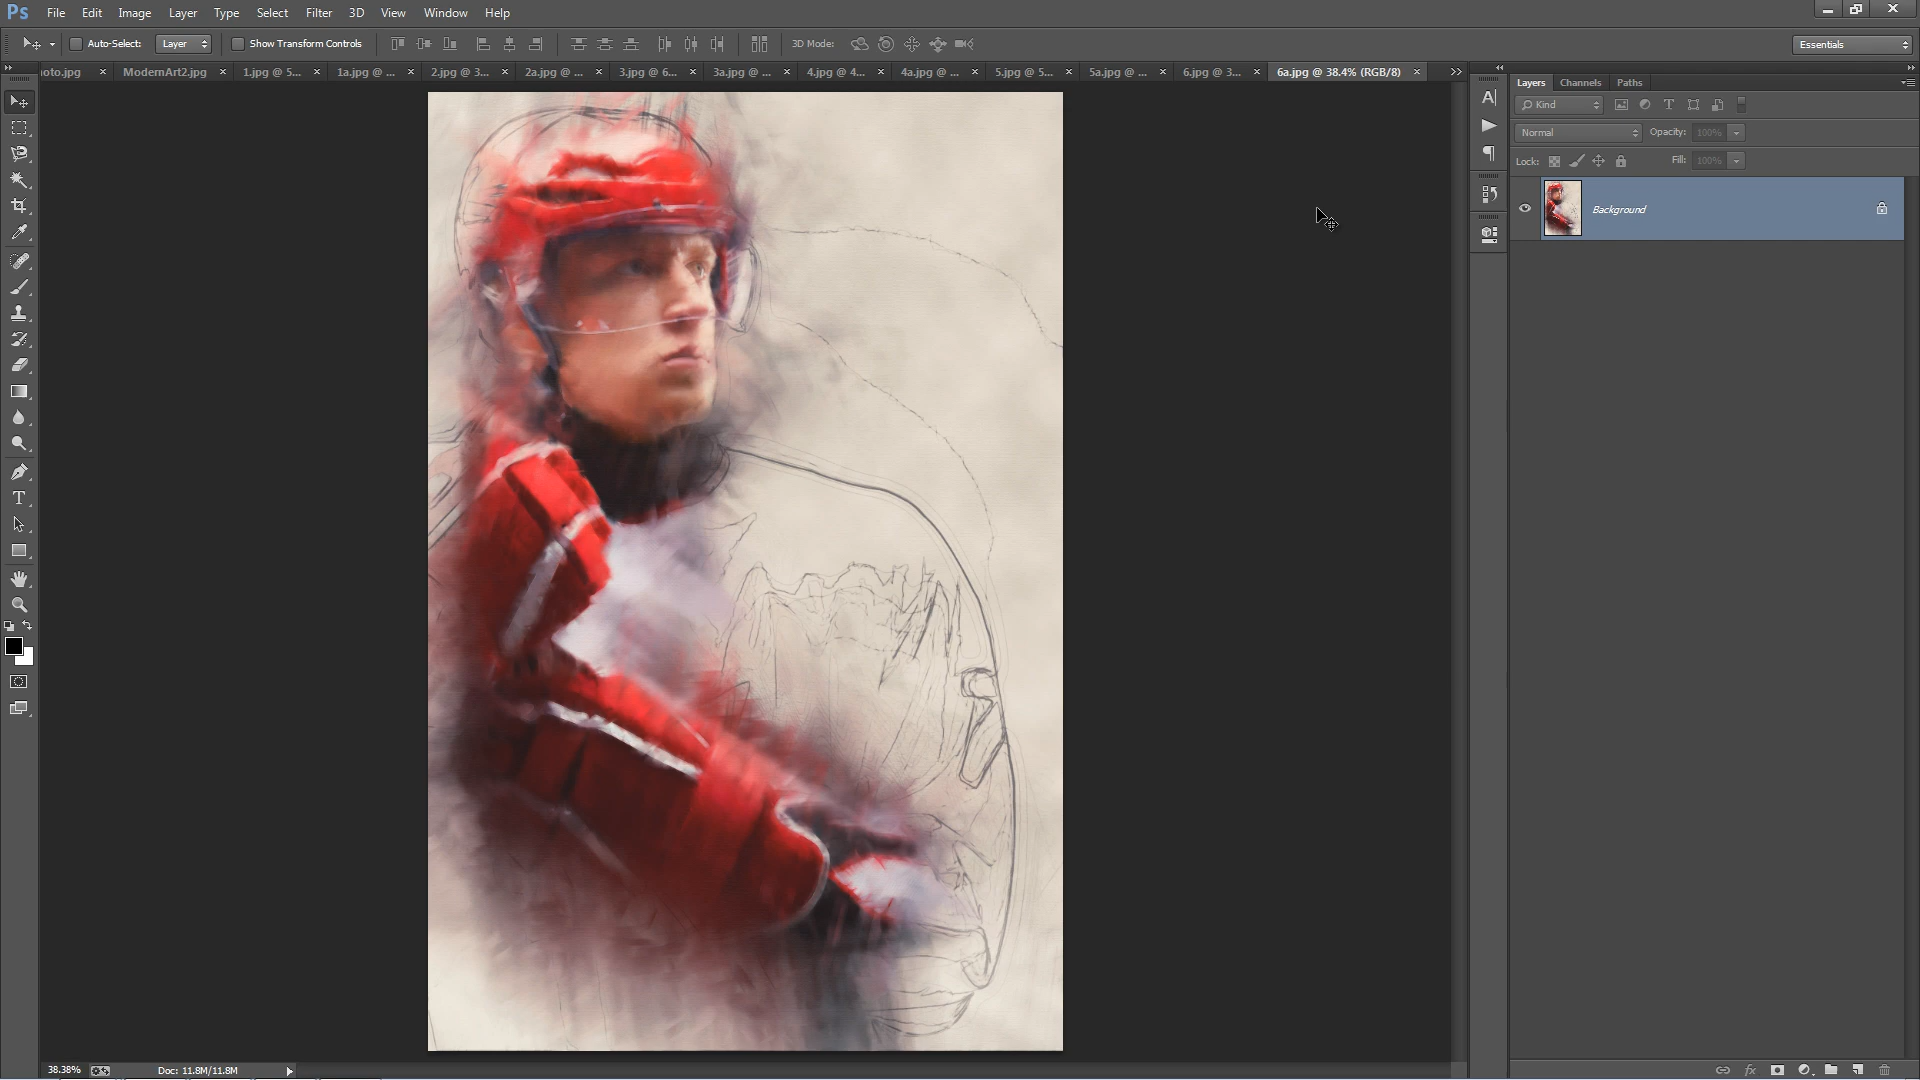 Ps File Edit Image Layer Type Select Filter 3D View Window Help
Auto-Select: Layer Show Transform Controls 3D Mode: Essentials
oto.jpg ModernArt2.jpg 1.jpg @ 5... 1a.jpg @ ... 2.jpg @ 3... 2a.jpg @ ... 3.jpg @ 6... 3a.jpg @ ... 4.jpg @ 4... 4a.jpg @ ... 5.jpg @ 5... 5a.jpg @ ... 6.jpg @ 3... 6a.jpg @ 38.4% (RGB/8)
Layers Channels Paths
Kind
Normal Opacity: 100%
Lock: Fill: 100%
Background
38.38% Doc: 11.8M/11.8M